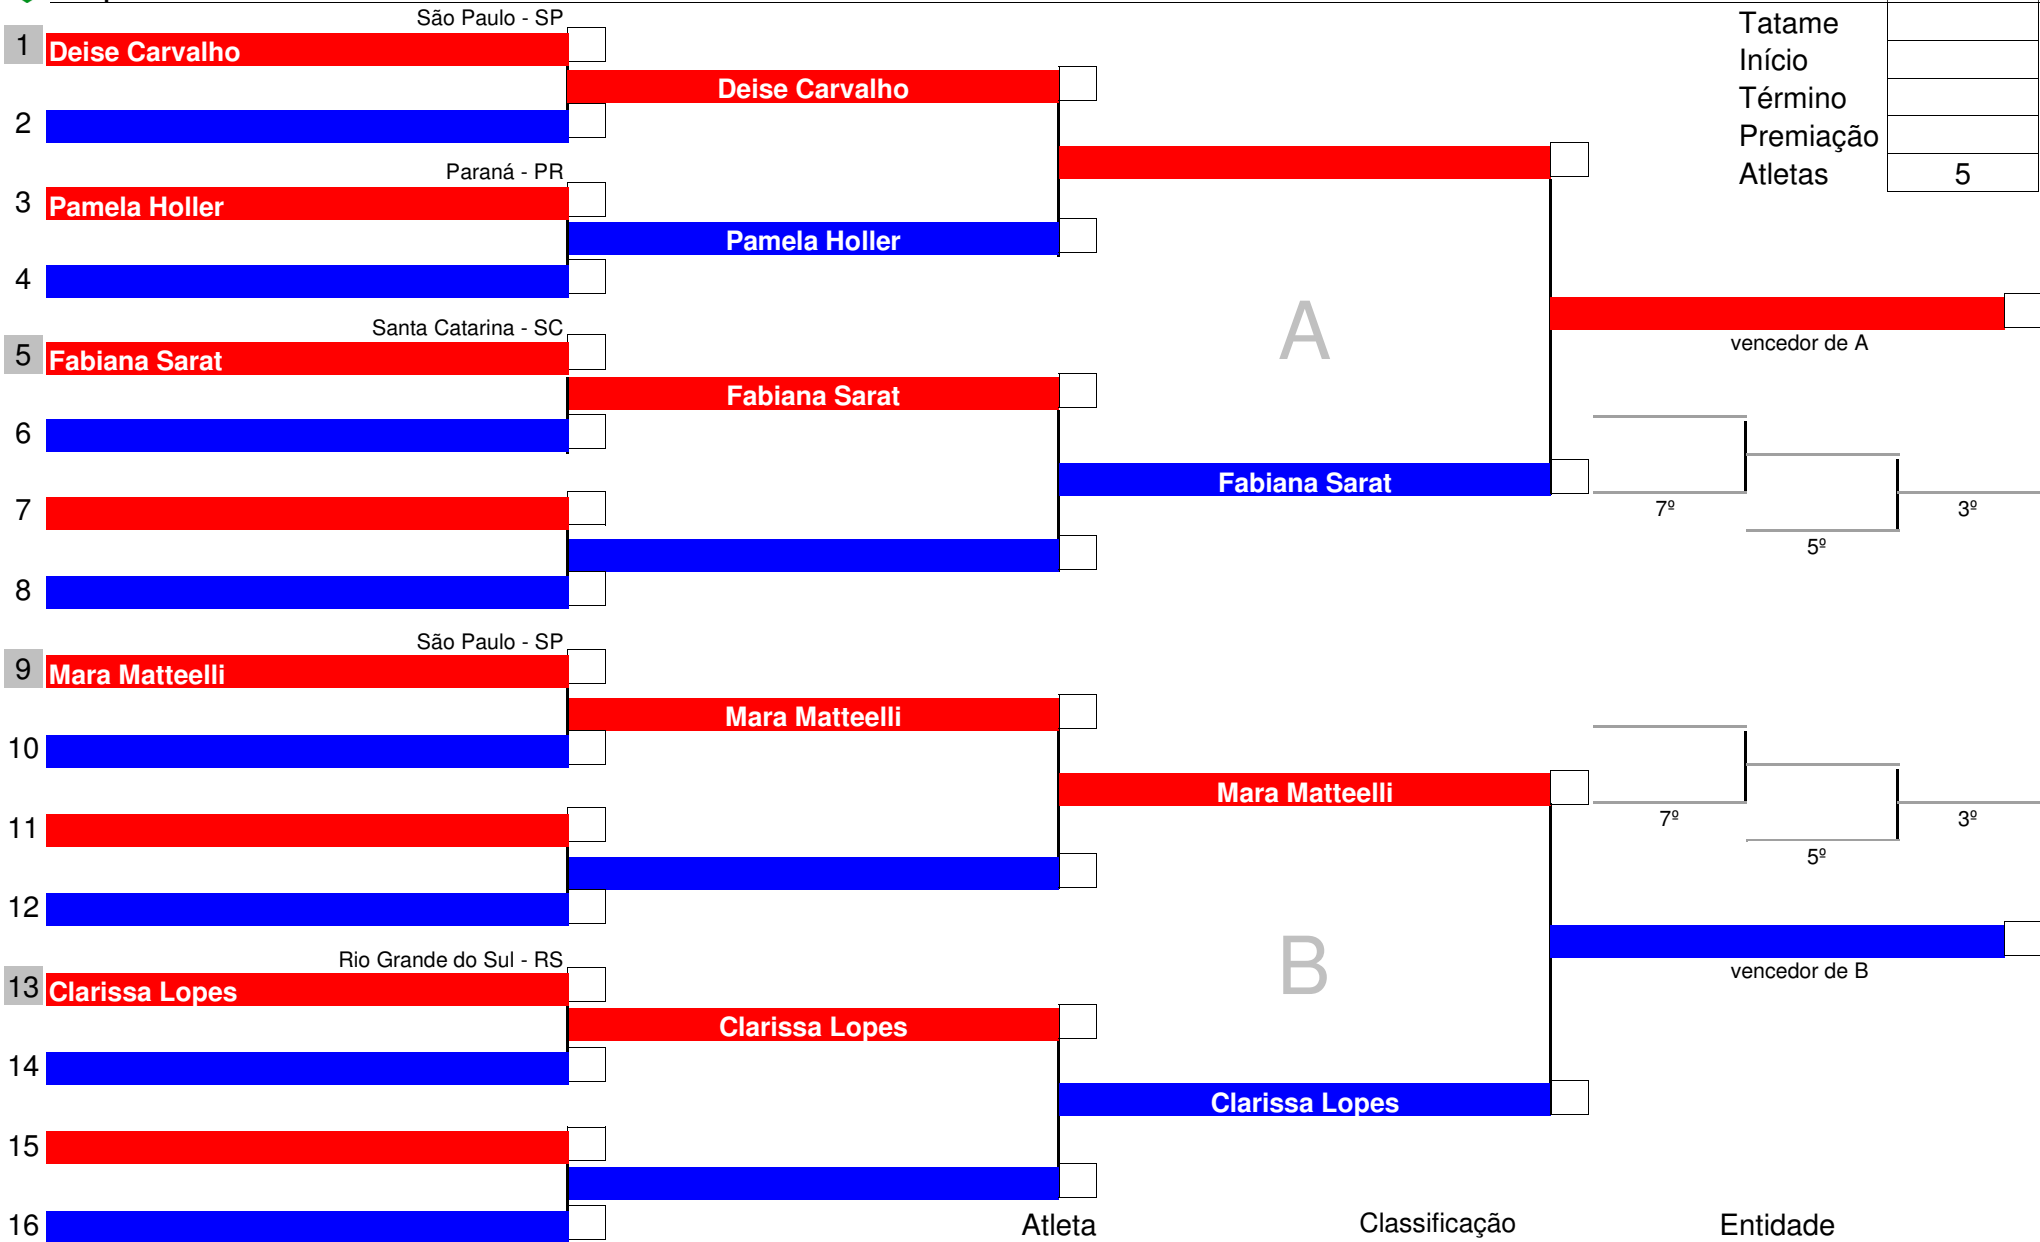 São Paulo - SP
Tatame
1 Deise Carvalho
Início
Deise Carvalho
Término
2
Premiação
Paraná - PR
Atletas 5
3 Pamela Holler
Pamela Holler
4
Santa Catarina - SC
A
vencedor de A
5 Fabiana Sarat
Fabiana Sarat
6
Fabiana Sarat
7
7º 3º
5º
8
São Paulo - SP
9 Mara Matteelli
Mara Matteelli
10
Mara Matteelli
11
7º 3º
5º
12
Rio Grande do Sul - RS
B
vencedor de B
13 Clarissa Lopes
Clarissa Lopes
14
Clarissa Lopes
15
16
Atleta Classificação Entidade